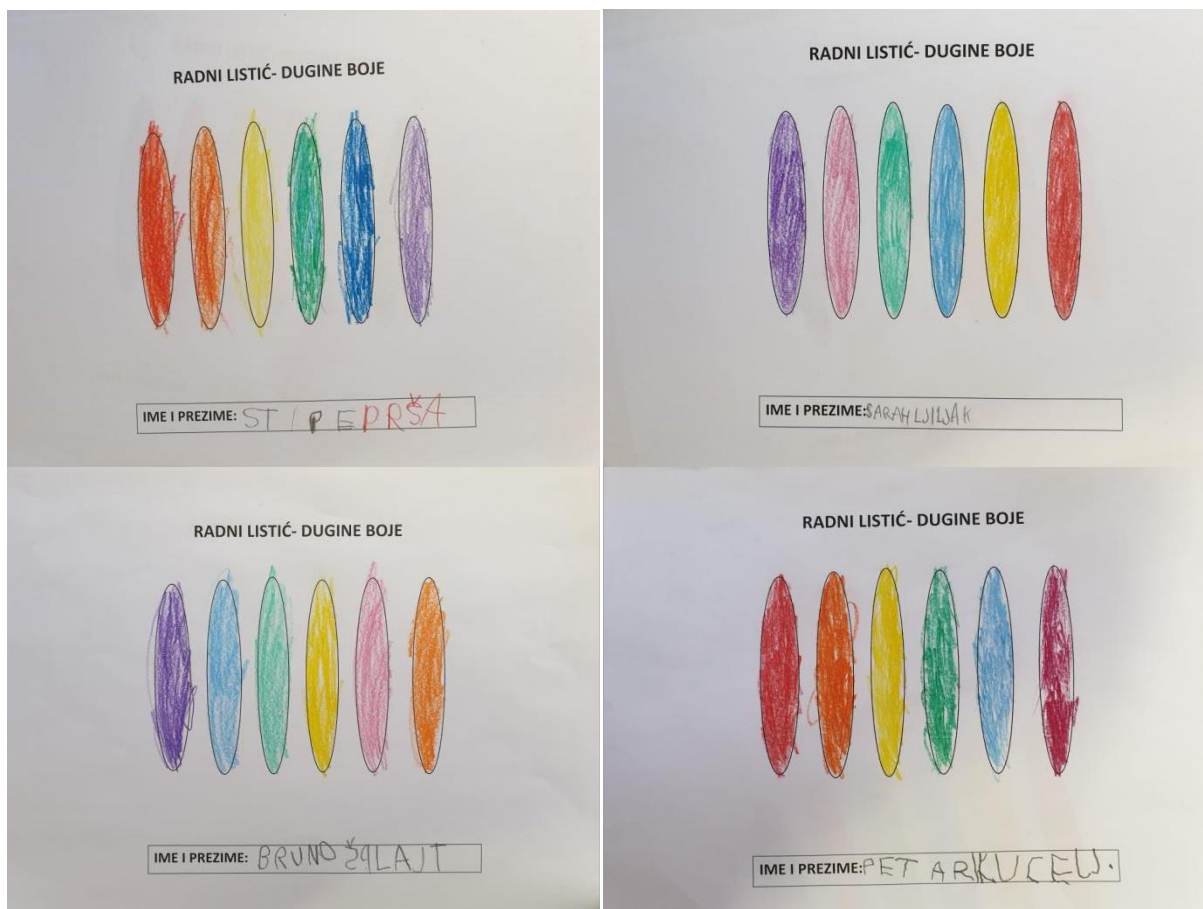 RADNI LISTIĆ- DUGINE BOJE
IME I PREZIME: STIPE PRŠA
RADNI LISTIĆ- DUGINE BOJE
IME I PREZIME: SARAH LJILJAK
RADNI LISTIĆ- DUGINE BOJE
IME I PREZIME: BRUNO
RADNI LISTIĆ- DUGINE BOJE
IME I PREZIME: PETAR